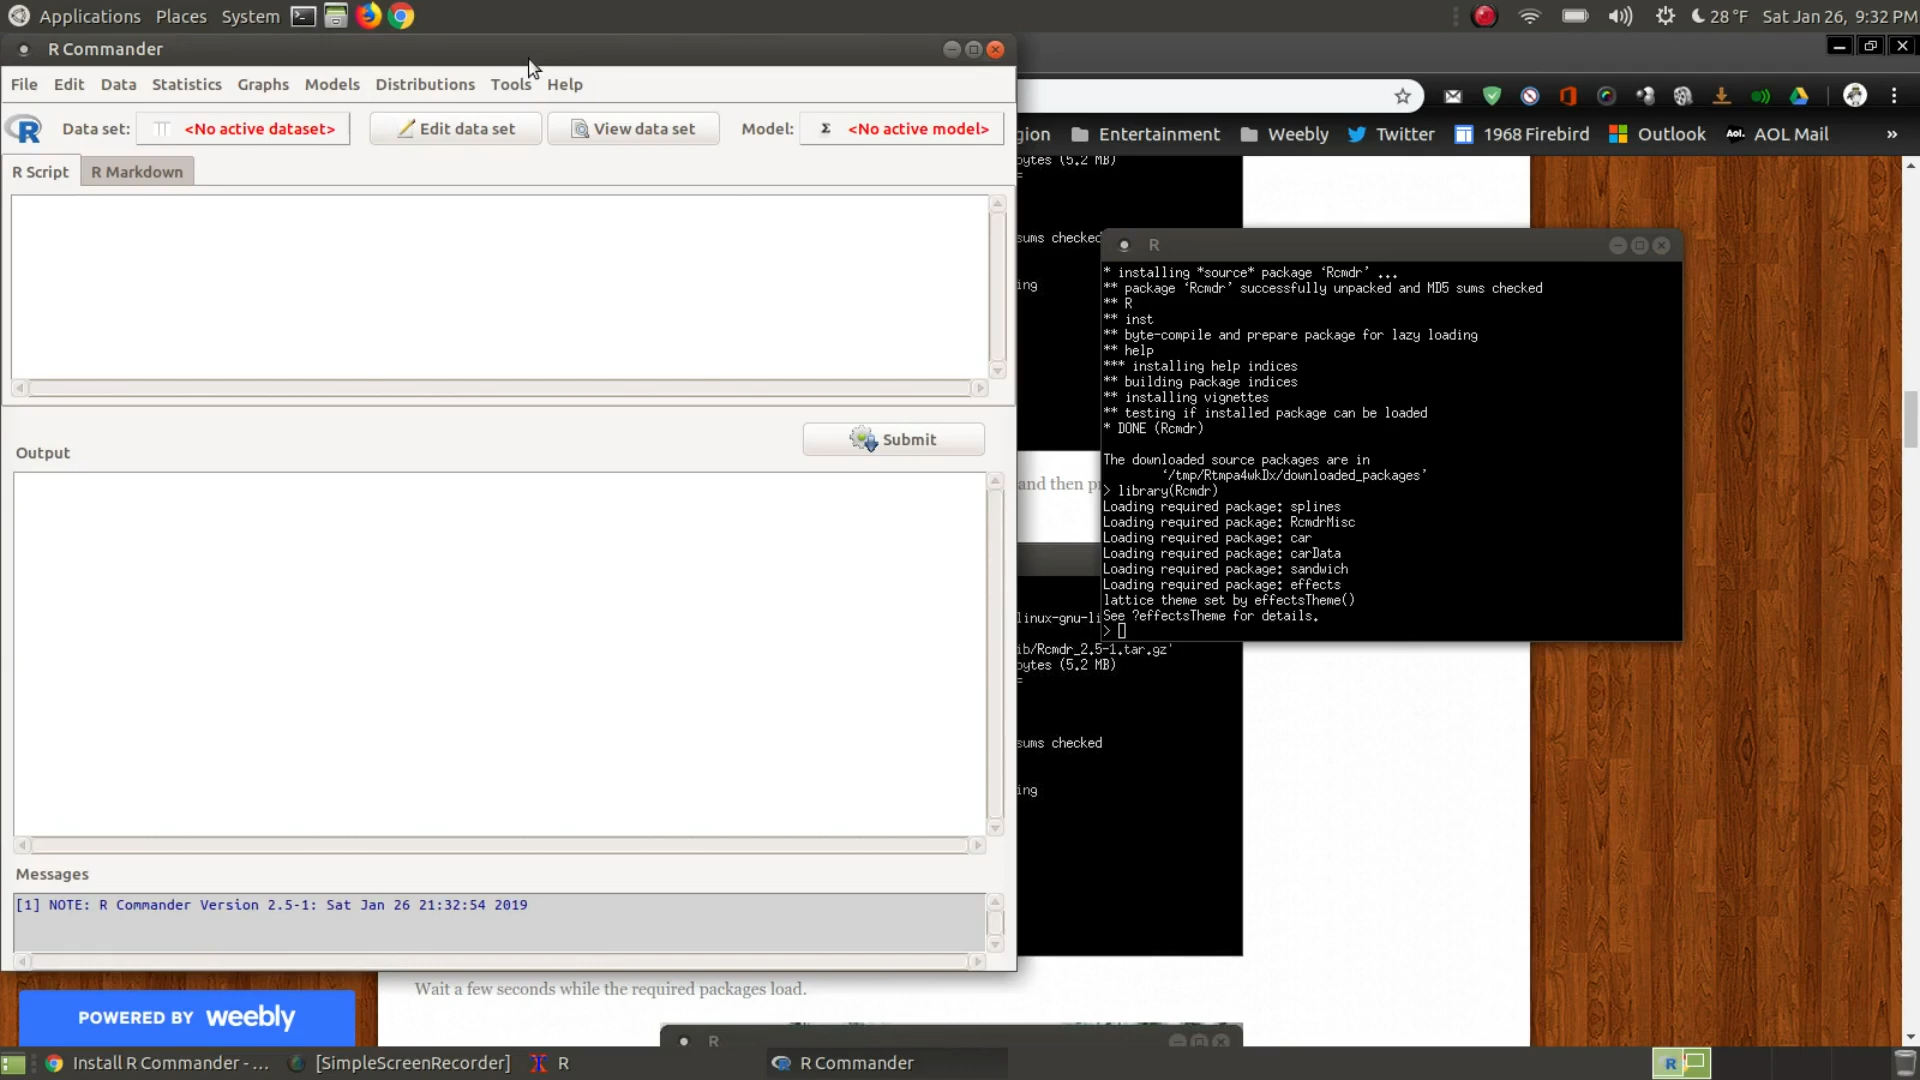 Applications Places System 28 °F Sat Jan 26, 9:32 PM
R Commander
File Edit Data Statistics Graphs Models Distributions Tools Help
R Data set: <No active dataset> Edit data set View data set Model: Σ <No active model>
R Script R Markdown
Submit
Output
Messages
[1] NOTE: R Commander Version 2.5-1: Sat Jan 26 21:32:54 2019
gion Entertainment Weebly Twitter 1968 Firebird Outlook Aol. AOL Mail »
bytes (5.2 MB)
=
sums checked
ing
and then p
linux-gnu-li
ib/Rcmdr_2.5-1.tar.gz'
bytes (5.2 MB)
=
sums checked
ing
R
* installing *source* package ‘Rcmdr’ ...
** package ‘Rcmdr’ successfully unpacked and MD5 sums checked
** R
** inst
** byte-compile and prepare package for lazy loading
** help
*** installing help indices
** building package indices
** installing vignettes
** testing if installed package can be loaded
* DONE (Rcmdr)
The downloaded source packages are in
‘/tmp/Rtmpa4wkDx/downloaded_packages’
> library(Rcmdr)
Loading required package: splines
Loading required package: RcmdrMisc
Loading required package: car
Loading required package: carData
Loading required package: sandwich
Loading required package: effects
lattice theme set by effectsTheme()
See ?effectsTheme for details.
>
Wait a few seconds while the required packages load.
POWERED BY weebly
R
Install R Commander - ... [SimpleScreenRecorder] R R Commander